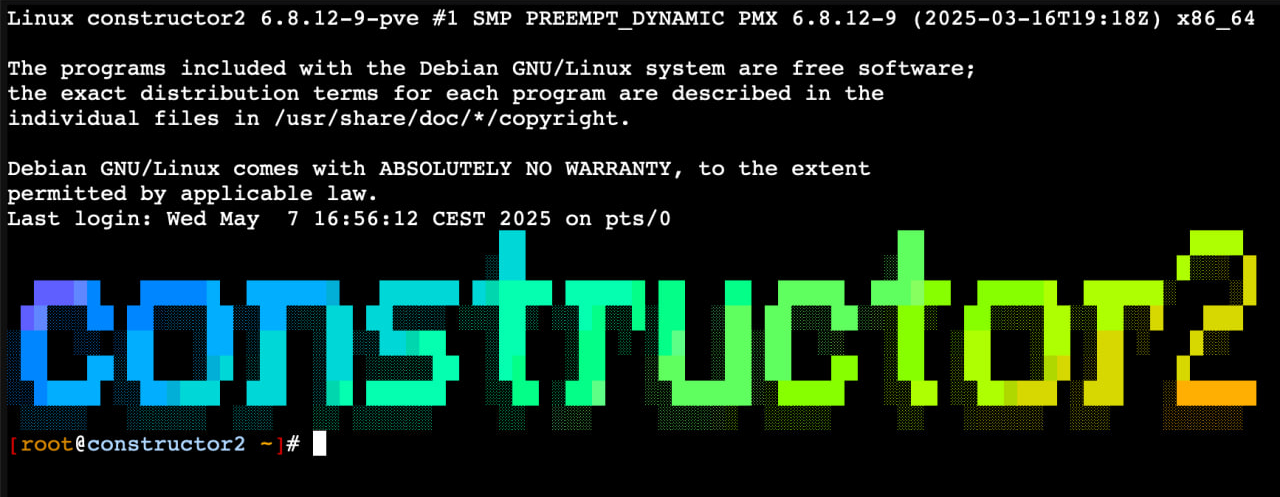 Linux constructor2 6.8.12-9-pve #1 SMP PREEMPT_DYNAMIC PMX 6.8.12-9 (2025-03-16T19:18Z) x86_64
The programs included with the Debian GNU/Linux system are free software;
the exact distribution terms for each program are described in the
individual files in /usr/share/doc/*/copyright.
Debian GNU/Linux comes with ABSOLUTELY NO WARRANTY, to the extent
permitted by applicable law.
Last login: Wed May  7 16:56:12 CEST 2025 on pts/0
constructor2
[root@constructor2 ~]#